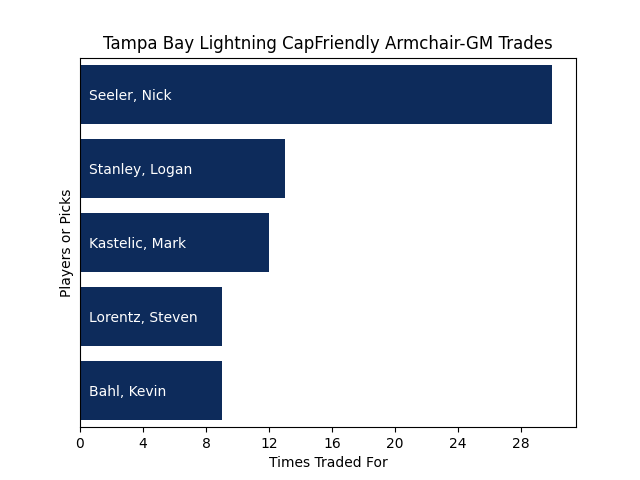 Tampa Bay Lightning CapFriendly Armchair-GM Trades
Players or Picks
Seeler, Nick
Stanley, Logan
Kastelic, Mark
Lorentz, Steven
Bahl, Kevin
0 4 8 12 16 20 24 28
Times Traded For